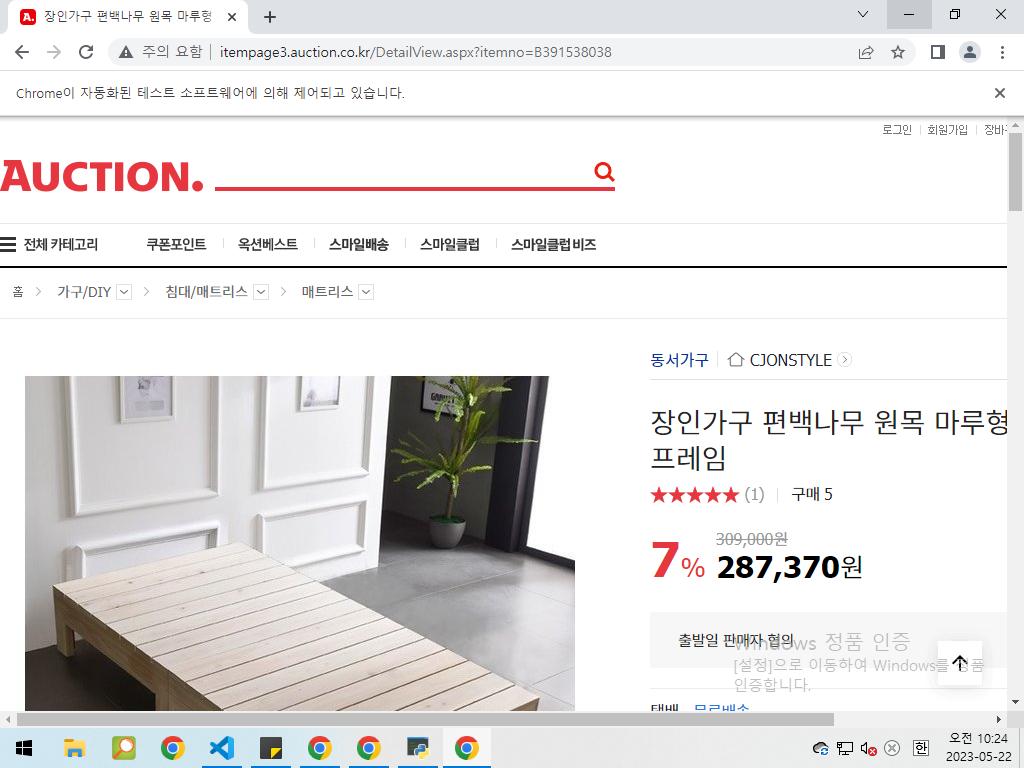 장인가구 편백나무 원목 마루형
주의 요함 itempage3.auction.co.kr/DetailView.aspx?itemno=B391538038
Chrome이 자동화된 테스트 소프트웨어에 의해 제어되고 있습니다.
로그인 회원가입 장바
AUCTION.
전체 카테고리 쿠폰포인트 옥션베스트 스마일배송 스마일클럽 스마일클럽 비즈
홈 가구/DIY 침대/매트리스 매트리스
동서가구 CJONSTYLE
장인가구 편백나무 원목 마루형
프레임
(1) 구매 5
309,000원
7% 287,370원
출발일 판매자 협의
Windows 정품 인증
[설정]으로 이동하여 Windows를 정품
인증합니다.
택배 무료배송
한
오전 10:24
2023-05-22